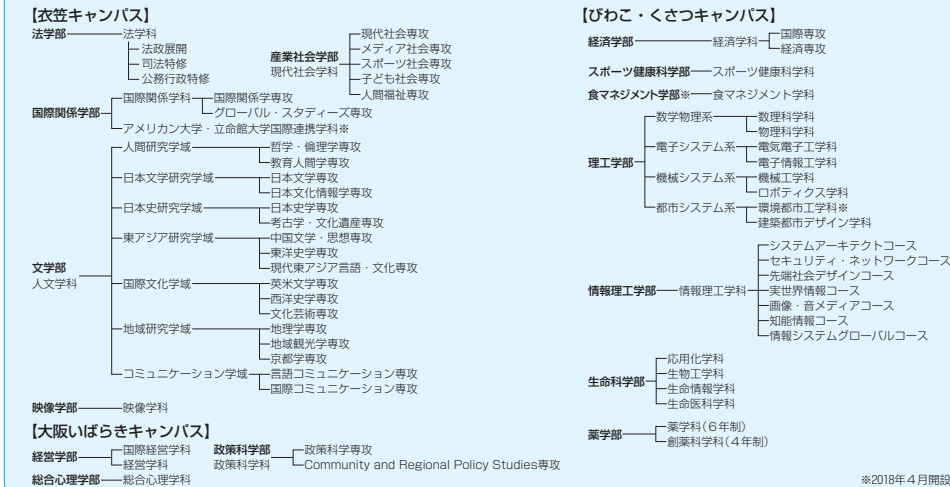 【衣笠キャンパス】
法学部 法学科
法政展開
司法特修
公務行政特修
産業社会学部
現代社会学科
現代社会専攻
メディア社会専攻
スポーツ社会専攻
子ども社会専攻
人間福祉専攻
国際関係学部
国際関係学科 国際関係学専攻
グローバル・スタディーズ専攻
アメリカン大学・立命館大学国際連携学科※
文学部
人文学科
人間研究学域 哲学・倫理学専攻
教育人間学専攻
日本文学研究学域 日本文学専攻
日本文化情報学専攻
日本史研究学域 日本史学専攻
考古学・文化遺産専攻
東アジア研究学域 中国文学・思想専攻
東洋史学専攻
現代東アジア言語・文化専攻
国際文化学域 英米文学専攻
西洋史学専攻
文化芸術専攻
地域研究学域 地理学専攻
地域観光学専攻
京都学専攻
コミュニケーション学域 言語コミュニケーション専攻
国際コミュニケーション専攻
映像学部 映像学科
【大阪いばらきキャンパス】
経営学部 国際経営学科
経営学科
政策科学部
政策科学科
政策科学専攻
Community and Regional Policy Studies専攻
総合心理学部 総合心理学科
【びわこ・くさつキャンパス】
経済学部 経済学科 国際専攻
経済専攻
スポーツ健康科学部 スポーツ健康科学科
食マネジメント学部※ 食マネジメント学科
理工学部
数学物理系 数理科学科
物理科学科
電子システム系 電気電子工学科
電子情報工学科
機械システム系 機械工学科
ロボティクス学科
都市システム系 環境都市工学科※
建築都市デザイン学科
情報理工学部 情報理工学科
システムアーキテクトコース
セキュリティ・ネットワークコース
先端社会デザインコース
実世界情報コース
画像・音メディアコース
知能情報コース
情報システムグローバルコース
生命科学部
応用化学科
生物工学科
生命情報学科
生命医科学科
薬学部 薬学科(6年制)
創薬科学科(4年制)
※2018年4月開設